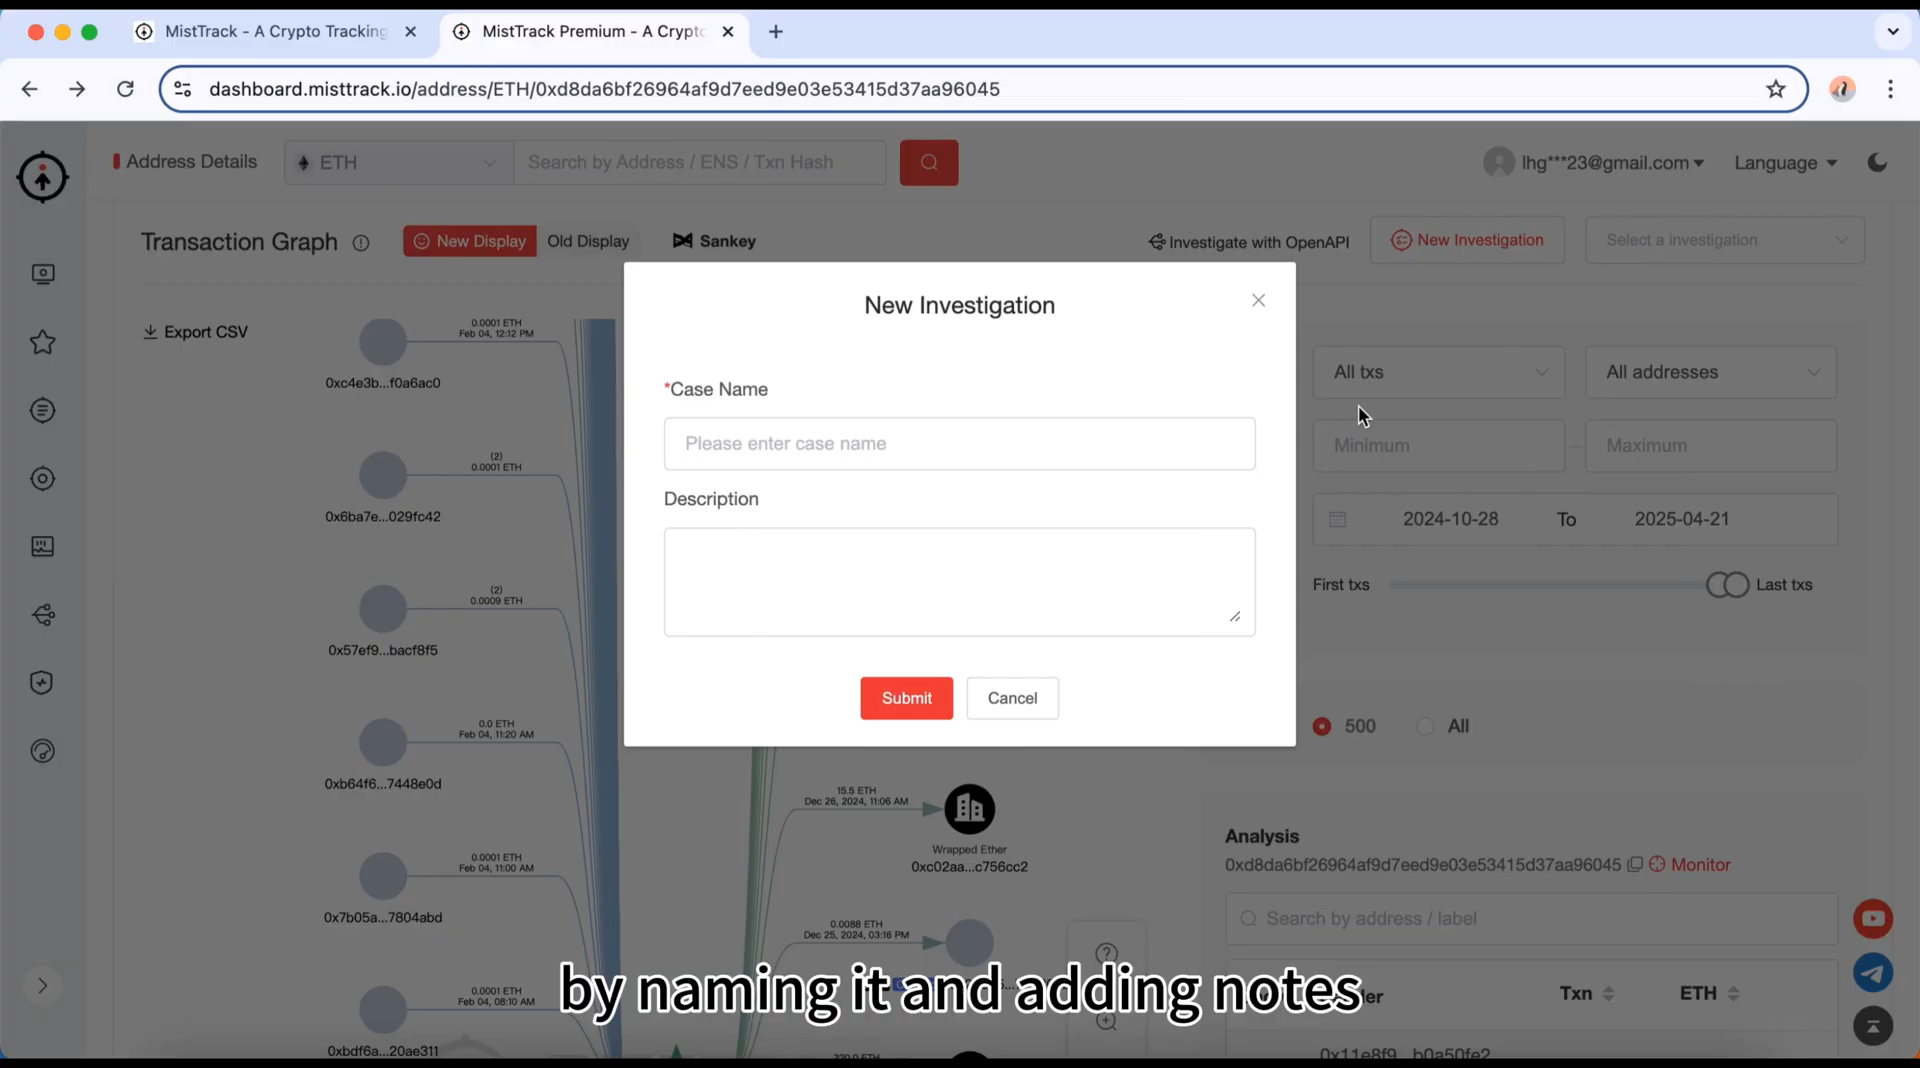 MistTrack - A Crypto Tracking
MistTrack Premium - A Crypto
dashboard.misttrack.io/address/ETH/0xd8da6bf26964af9d7eed9e03e53415d37aa96045
Address Details
ETH
Search by Address / ENS / Txn Hash
lhg***23@gmail.com
Language
Transaction Graph
New Display
Old Display
Sankey
Investigate with OpenAPI
New Investigation
Select a investigation
Export CSV
0.0001 ETH
Feb 04, 12:12 PM
0xc4e3b...f0a6ac0
(2)
0.0001 ETH
0x6ba7e...029fc42
(2)
0.0009 ETH
0x57ef9...bacf8f5
0.0 ETH
Feb 04, 11:20 AM
0xb64f6...7448e0d
0.0001 ETH
Feb 04, 11:00 AM
0x7b05a...7804abd
0.0001 ETH
Feb 04, 08:10 AM
0xbdf6a...20ae311
New Investigation
*Case Name
Please enter case name
Description
Submit
Cancel
All txs
All addresses
Minimum
Maximum
2024-10-28
To
2025-04-21
First txs
Last txs
500
All
15.5 ETH
Dec 26, 2024, 11:06 AM
Wrapped Ether
0xc02aa...c756cc2
0.0088 ETH
Dec 25, 2024, 03:16 PM
Analysis
0xd8da6bf26964af9d7eed9e03e53415d37aa96045
Monitor
Search by address / label
Txn
ETH
by naming it and adding notes
0x11e8f9...b0a50fe2